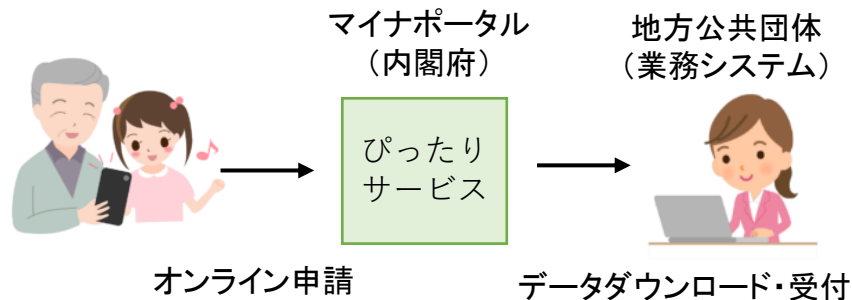 マイナポータル
（内閣府）
地方公共団体
（業務システム）
ぴったり
サービス
オンライン申請
データダウンロード・受付